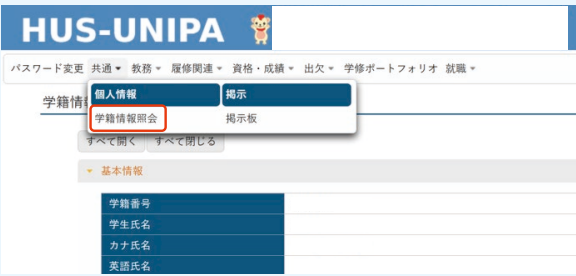 HUS-UNIPA
パスワード変更 共通 教務 履修関連 資格・成績 出欠 学修ポートフォリオ 就職
学籍情
個人情報 掲示
学籍情報照会 掲示板
すべて開く すべて閉じる
基本情報
学籍番号
学生氏名
カナ氏名
英語氏名